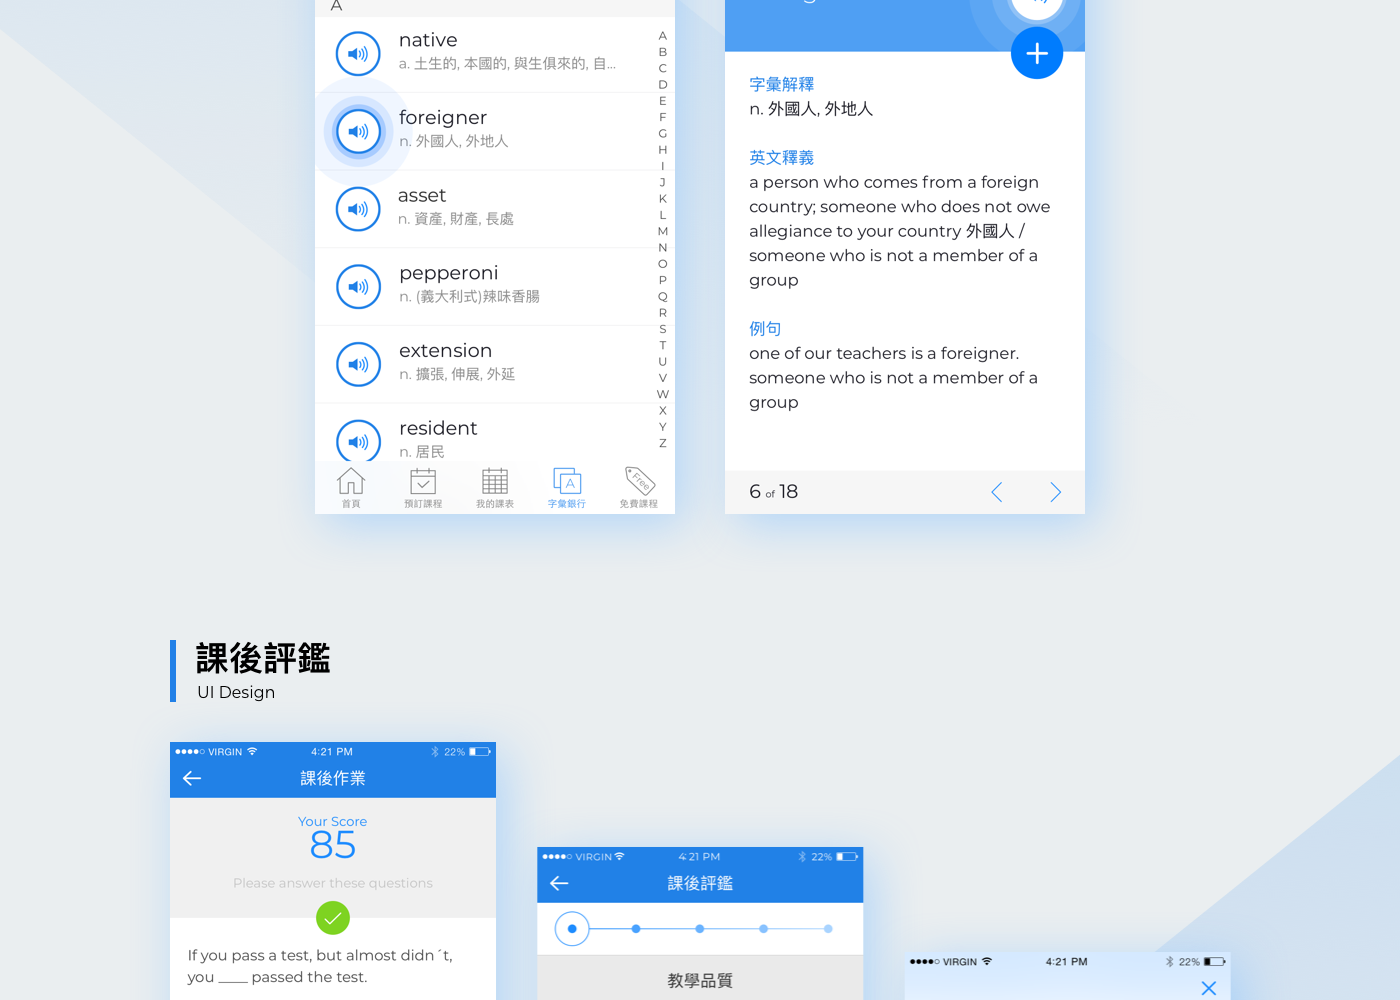 A
native
a. 土生的, 本國的, 與生俱來的, 自...
foreigner
n. 外國人, 外地人
asset
n. 資產, 財產, 長處
pepperoni
n. (義大利式)辣味香腸
extension
n. 擴張, 伸展, 外延
resident
n. 居民
A
B
C
D
E
F
G
H
I
J
K
L
M
N
O
P
Q
R
S
T
U
V
W
X
Y
Z
首頁
預訂課程
我的課表
A
字彙銀行
Free
免費課程
字彙解釋
n. 外國人, 外地人
英文釋義
a person who comes from a foreign
country; someone who does not owe
allegiance to your country 外國人 /
someone who is not a member of a
group
例句
one of our teachers is a foreigner.
someone who is not a member of a
group
6 of 18
課後評鑑
UI Design
VIRGIN 4:21 PM 22%
課後作業
Your Score
85
Please answer these questions
If you pass a test, but almost didn´t,
you ____ passed the test.
VIRGIN 4:21 PM 22%
課後評鑑
教學品質
VIRGIN 4:21 PM 22%